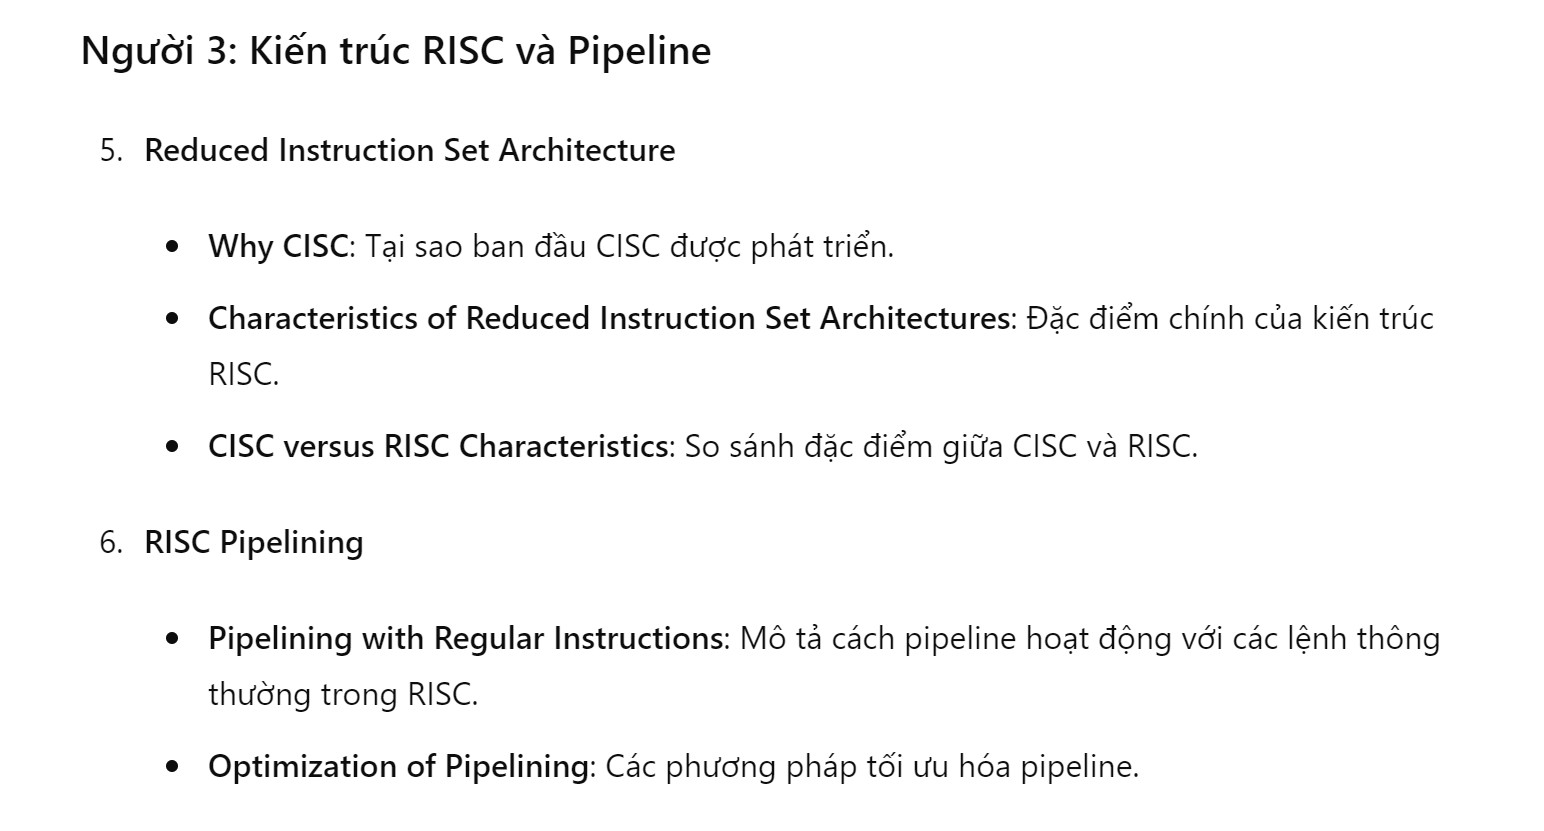 Người 3: Kiến trúc RISC và Pipeline
5. Reduced Instruction Set Architecture
• Why CISC: Tại sao ban đầu CISC được phát triển.
• Characteristics of Reduced Instruction Set Architectures: Đặc điểm chính của kiến trúc
RISC.
• CISC versus RISC Characteristics: So sánh đặc điểm giữa CISC và RISC.
6. RISC Pipelining
• Pipelining with Regular Instructions: Mô tả cách pipeline hoạt động với các lệnh thông
thường trong RISC.
• Optimization of Pipelining: Các phương pháp tối ưu hóa pipeline.